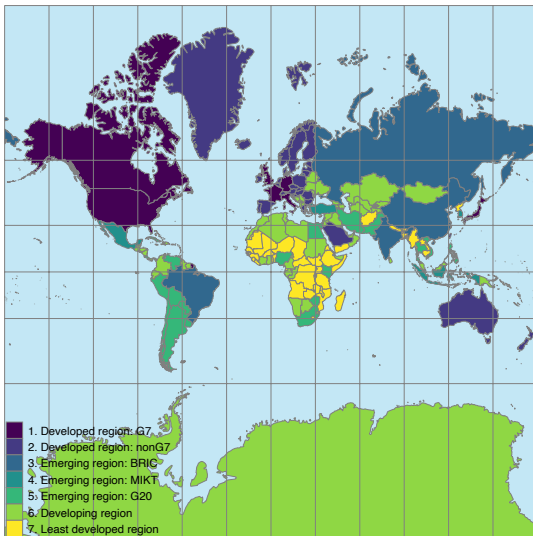 1. Developed region: G7
2. Developed region: nonG7
3. Emerging region: BRIC
4. Emerging region: MIKT
5. Emerging region: G20
6. Developing region
7. Least developed region